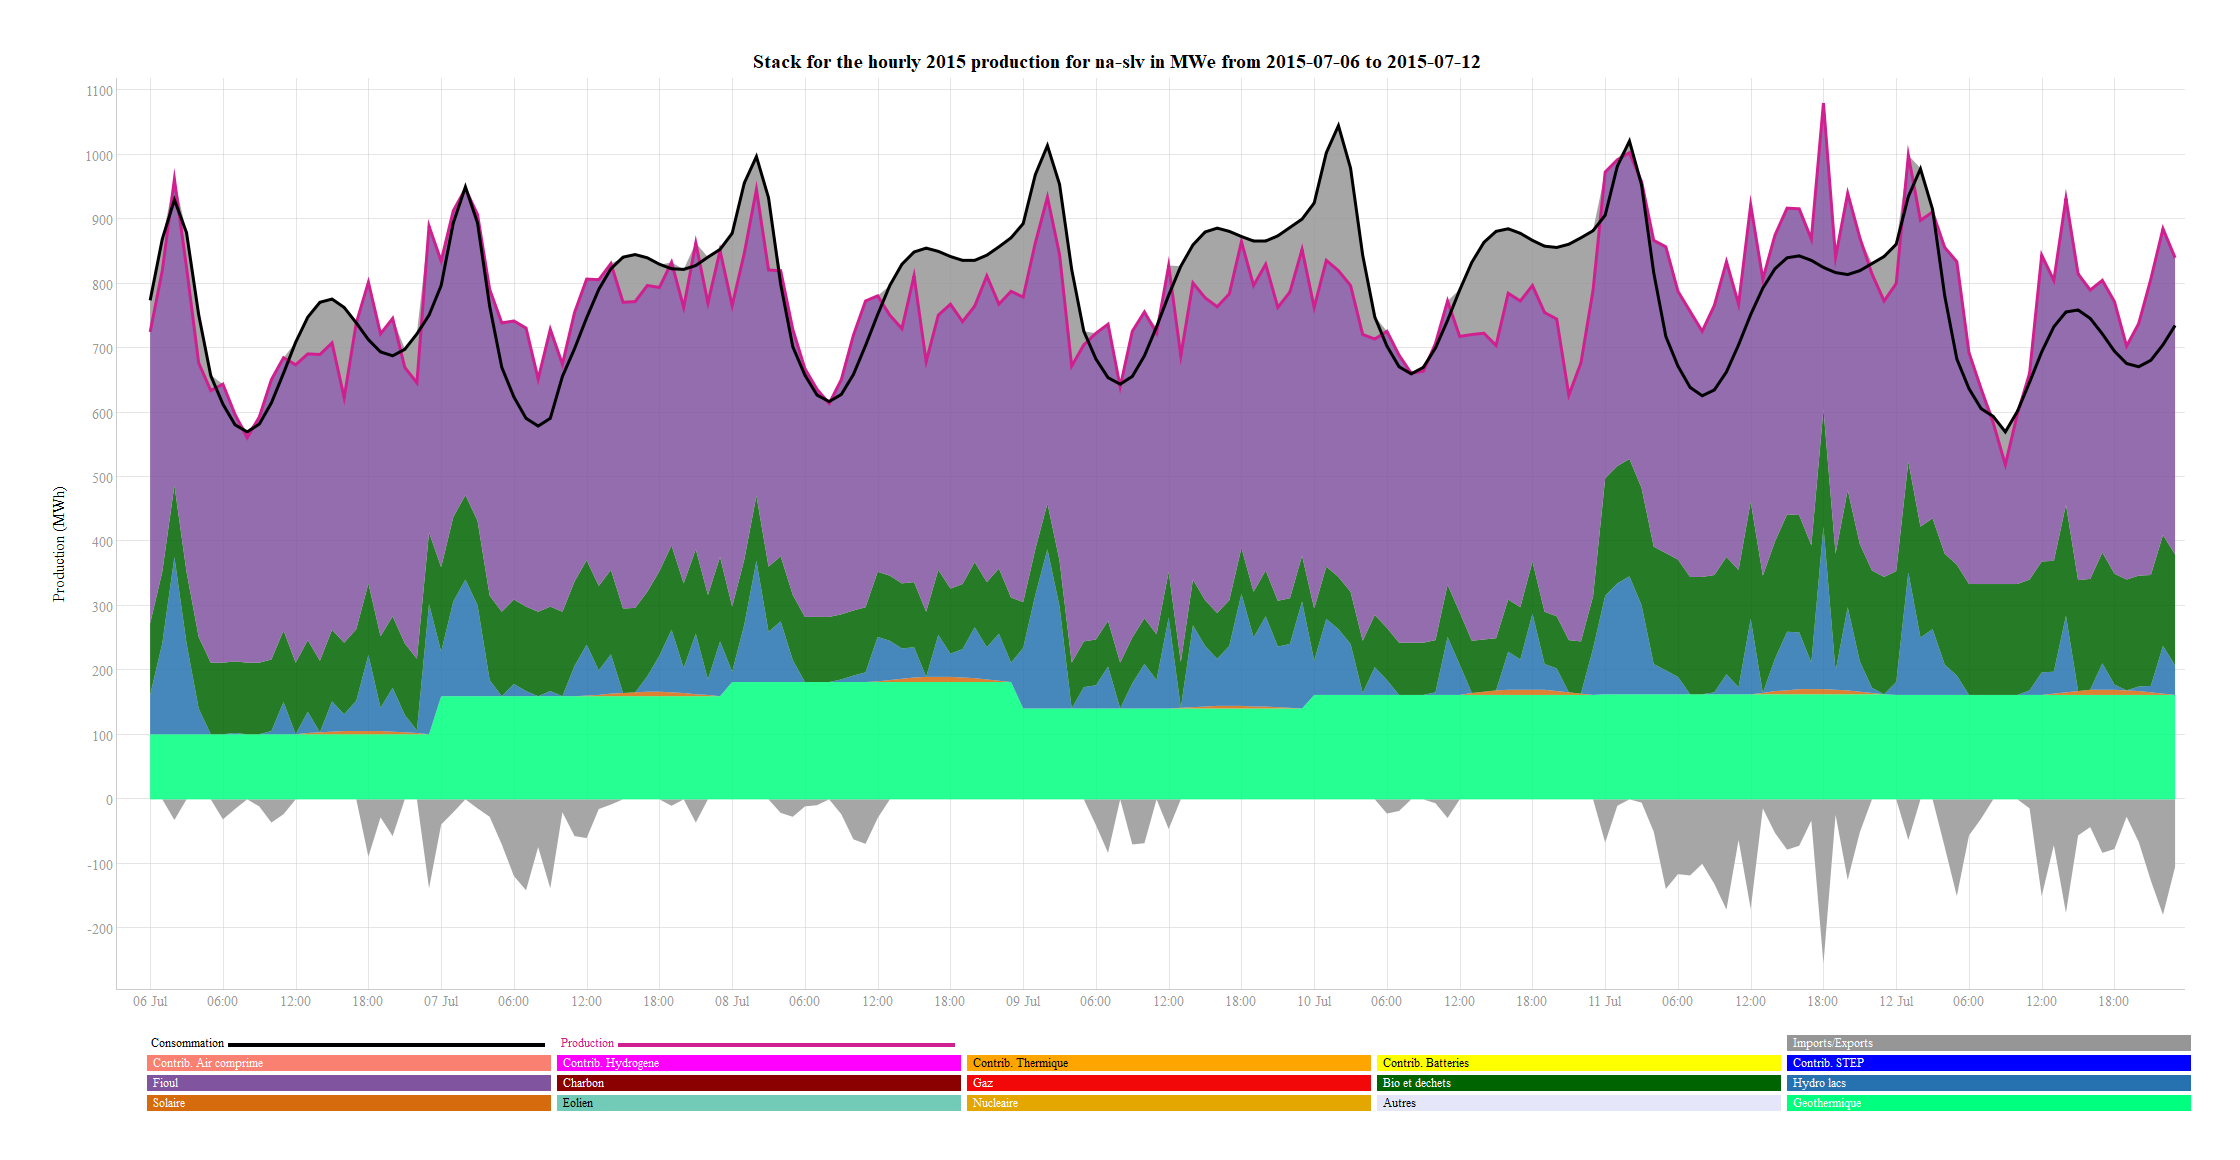 Stack for the hourly 2015 production for na-slv in MWe from 2015-07-06 to 2015-07-12
Production (MWh)
1100
1000
900
800
700
600
500
400
300
200
100
0
-100
-200
06 Jul 06:00 12:00 18:00 07 Jul 06:00 12:00 18:00 08 Jul 06:00 12:00 18:00 09 Jul 06:00 12:00 18:00 10 Jul 06:00 12:00 18:00 11 Jul 06:00 12:00 18:00 12 Jul 06:00 12:00 18:00
Consommation Production Imports/Exports
Contrib. Air comprime Contrib. Hydrogene Contrib. Thermique Contrib. Batteries Contrib. STEP
Fioul Charbon Gaz Bio et dechets Hydro lacs
Solaire Eolien Nucleaire Autres Geothermique